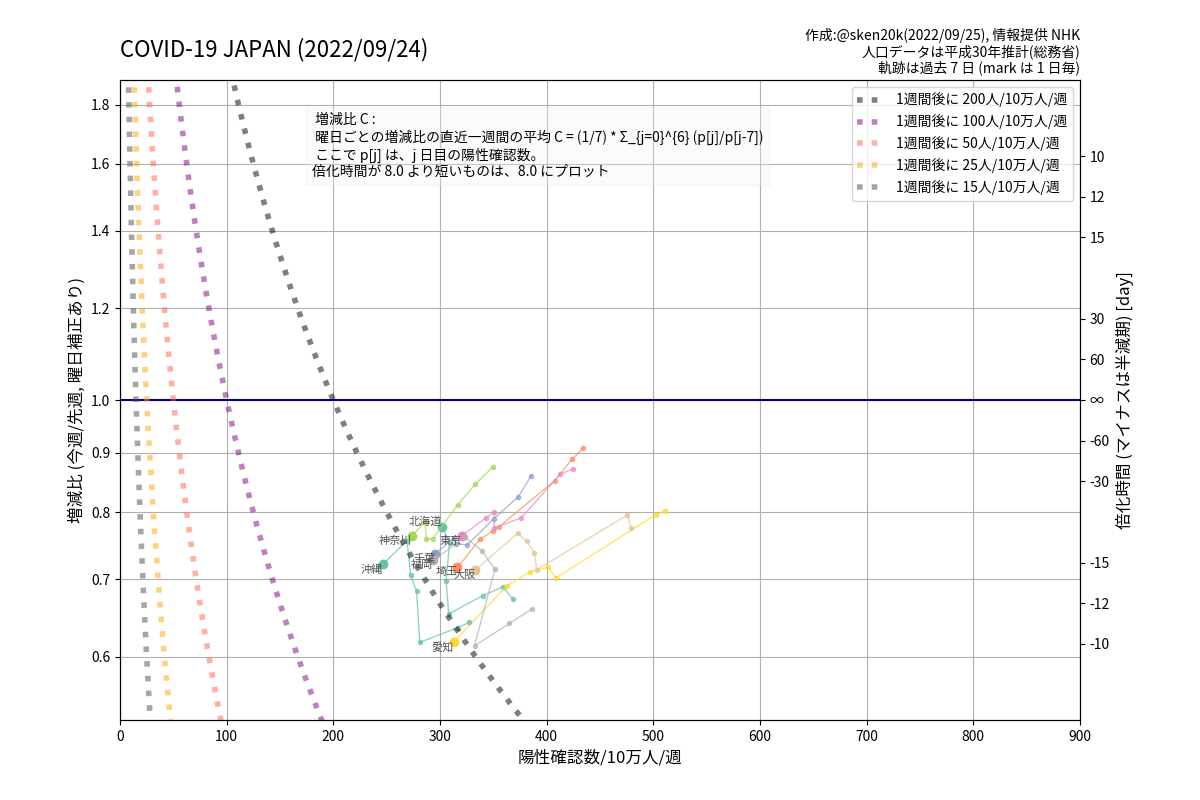 COVID-19 JAPAN (2022/09/24)
作成:@sken20k(2022/09/25), 情報提供 NHK
人口データは平成30年推計(総務省)
軌跡は過去 7 日 (mark は 1 日毎)
増減比 C :
曜日ごとの増減比の直近一週間の平均 C = (1/7) * Σ_{j=0}^{6} (p[j]/p[j-7])
ここで p[j] は、j 日目の陽性確認数。
倍化時間が 8.0 より短いものは、8.0 にプロット
1週間後に 200人/10万人/週
1週間後に 100人/10万人/週
1週間後に 50人/10万人/週
1週間後に 25人/10万人/週
1週間後に 15人/10万人/週
増減比 (今週/先週, 曜日補正あり)
1.8
1.6
1.4
1.2
1.0
0.9
0.8
0.7
0.6
北海道
神奈川
東京
千葉
福岡
沖縄
埼玉
大阪
愛知
10
12
15
30
60
∞
-60
-30
-15
-12
-10
倍化時間 (マイナスは半減期) [day]
0
100
200
300
400
500
600
700
800
900
陽性確認数/10万人/週